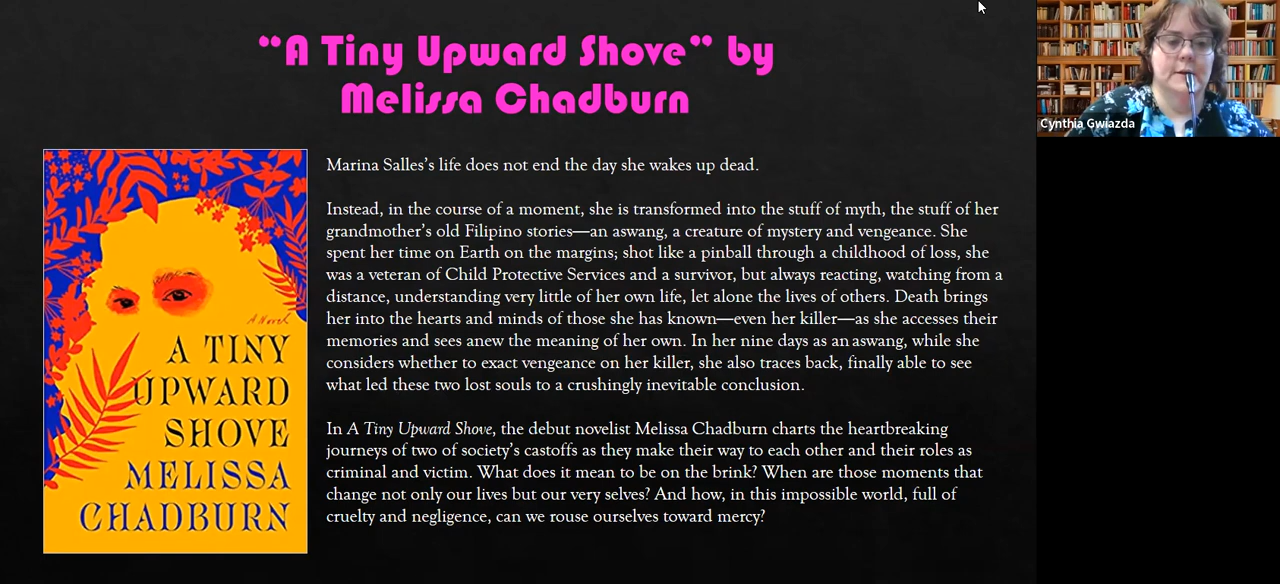 “A Tiny Upward Shove” by
Melissa Chadburn
Cynthia Gwiazda
Marina Salles’s life does not end the day she wakes up dead.
Instead, in the course of a moment, she is transformed into the stuff of myth, the stuff of her
grandmother’s old Filipino stories—an aswang, a creature of mystery and vengeance. She
spent her time on Earth on the margins; shot like a pinball through a childhood of loss, she
was a veteran of Child Protective Services and a survivor, but always reacting, watching from a
distance, understanding very little of her own life, let alone the lives of others. Death brings
her into the hearts and minds of those she has known—even her killer—as she accesses their
memories and sees anew the meaning of her own. In her nine days as an aswang, while she
considers whether to exact vengeance on her killer, she also traces back, finally able to see
what led these two lost souls to a crushingly inevitable conclusion.
In A Tiny Upward Shove, the debut novelist Melissa Chadburn charts the heartbreaking
journeys of two of society’s castoffs as they make their way to each other and their roles as
criminal and victim. What does it mean to be on the brink? When are those moments that
change not only our lives but our very selves? And how, in this impossible world, full of
cruelty and negligence, can we rouse ourselves toward mercy?
A Novel
A TINY
UPWARD
SHOVE
MELISSA
CHADBURN